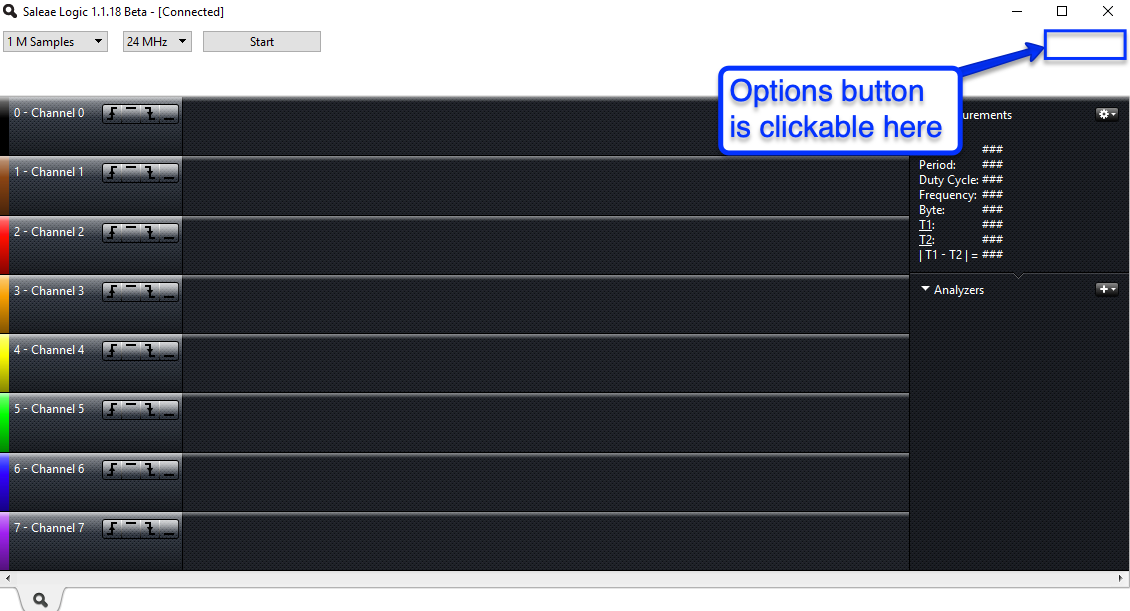 Saleae Logic 1.1.18 Beta - [Connected]
1 M Samples
24 MHz
Start
Options button
is clickable here
0 - Channel 0
urements
###
Period: ###
1 - Channel 1
Duty Cycle: ###
Frequency: ###
Byte: ###
T1: ###
2 - Channel 2
T2: ###
| T1 - T2 | = ###
3 - Channel 3
Analyzers
4 - Channel 4
5 - Channel 5
6 - Channel 6
7 - Channel 7